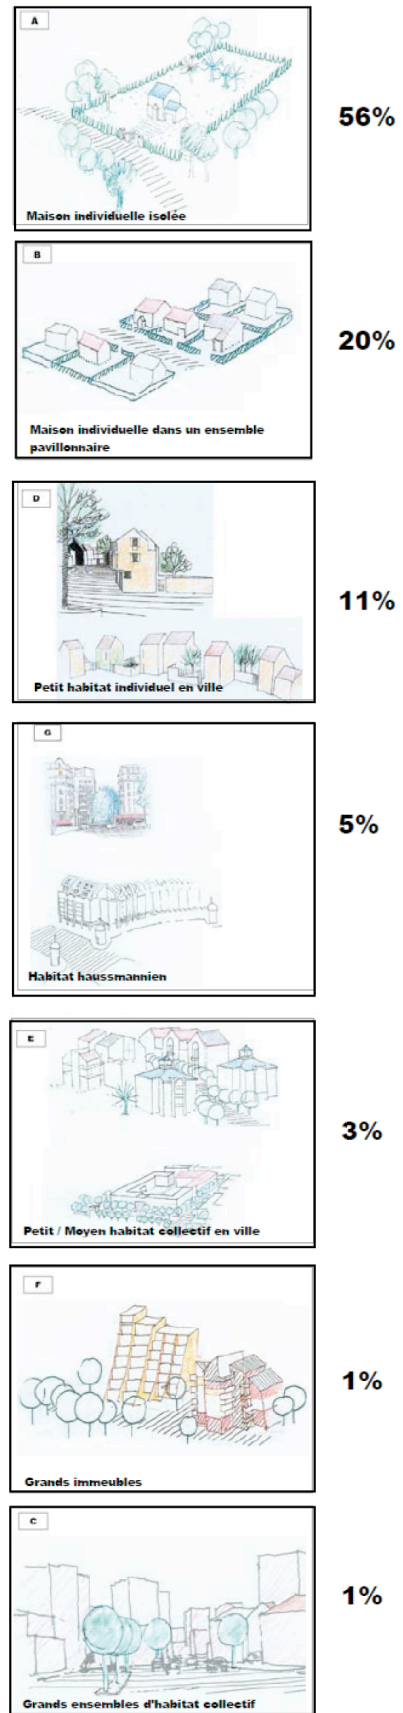 A
Maison individuelle isolée
56%
B
Maison individuelle dans un ensemble
pavillonnaire
20%
D
Petit habitat individuel en ville
11%
G
Habitat haussmannien
5%
E
Petit / Moyen habitat collectif en ville
3%
F
Grands immeubles
1%
C
Grands ensembles d'habitat collectif
1%